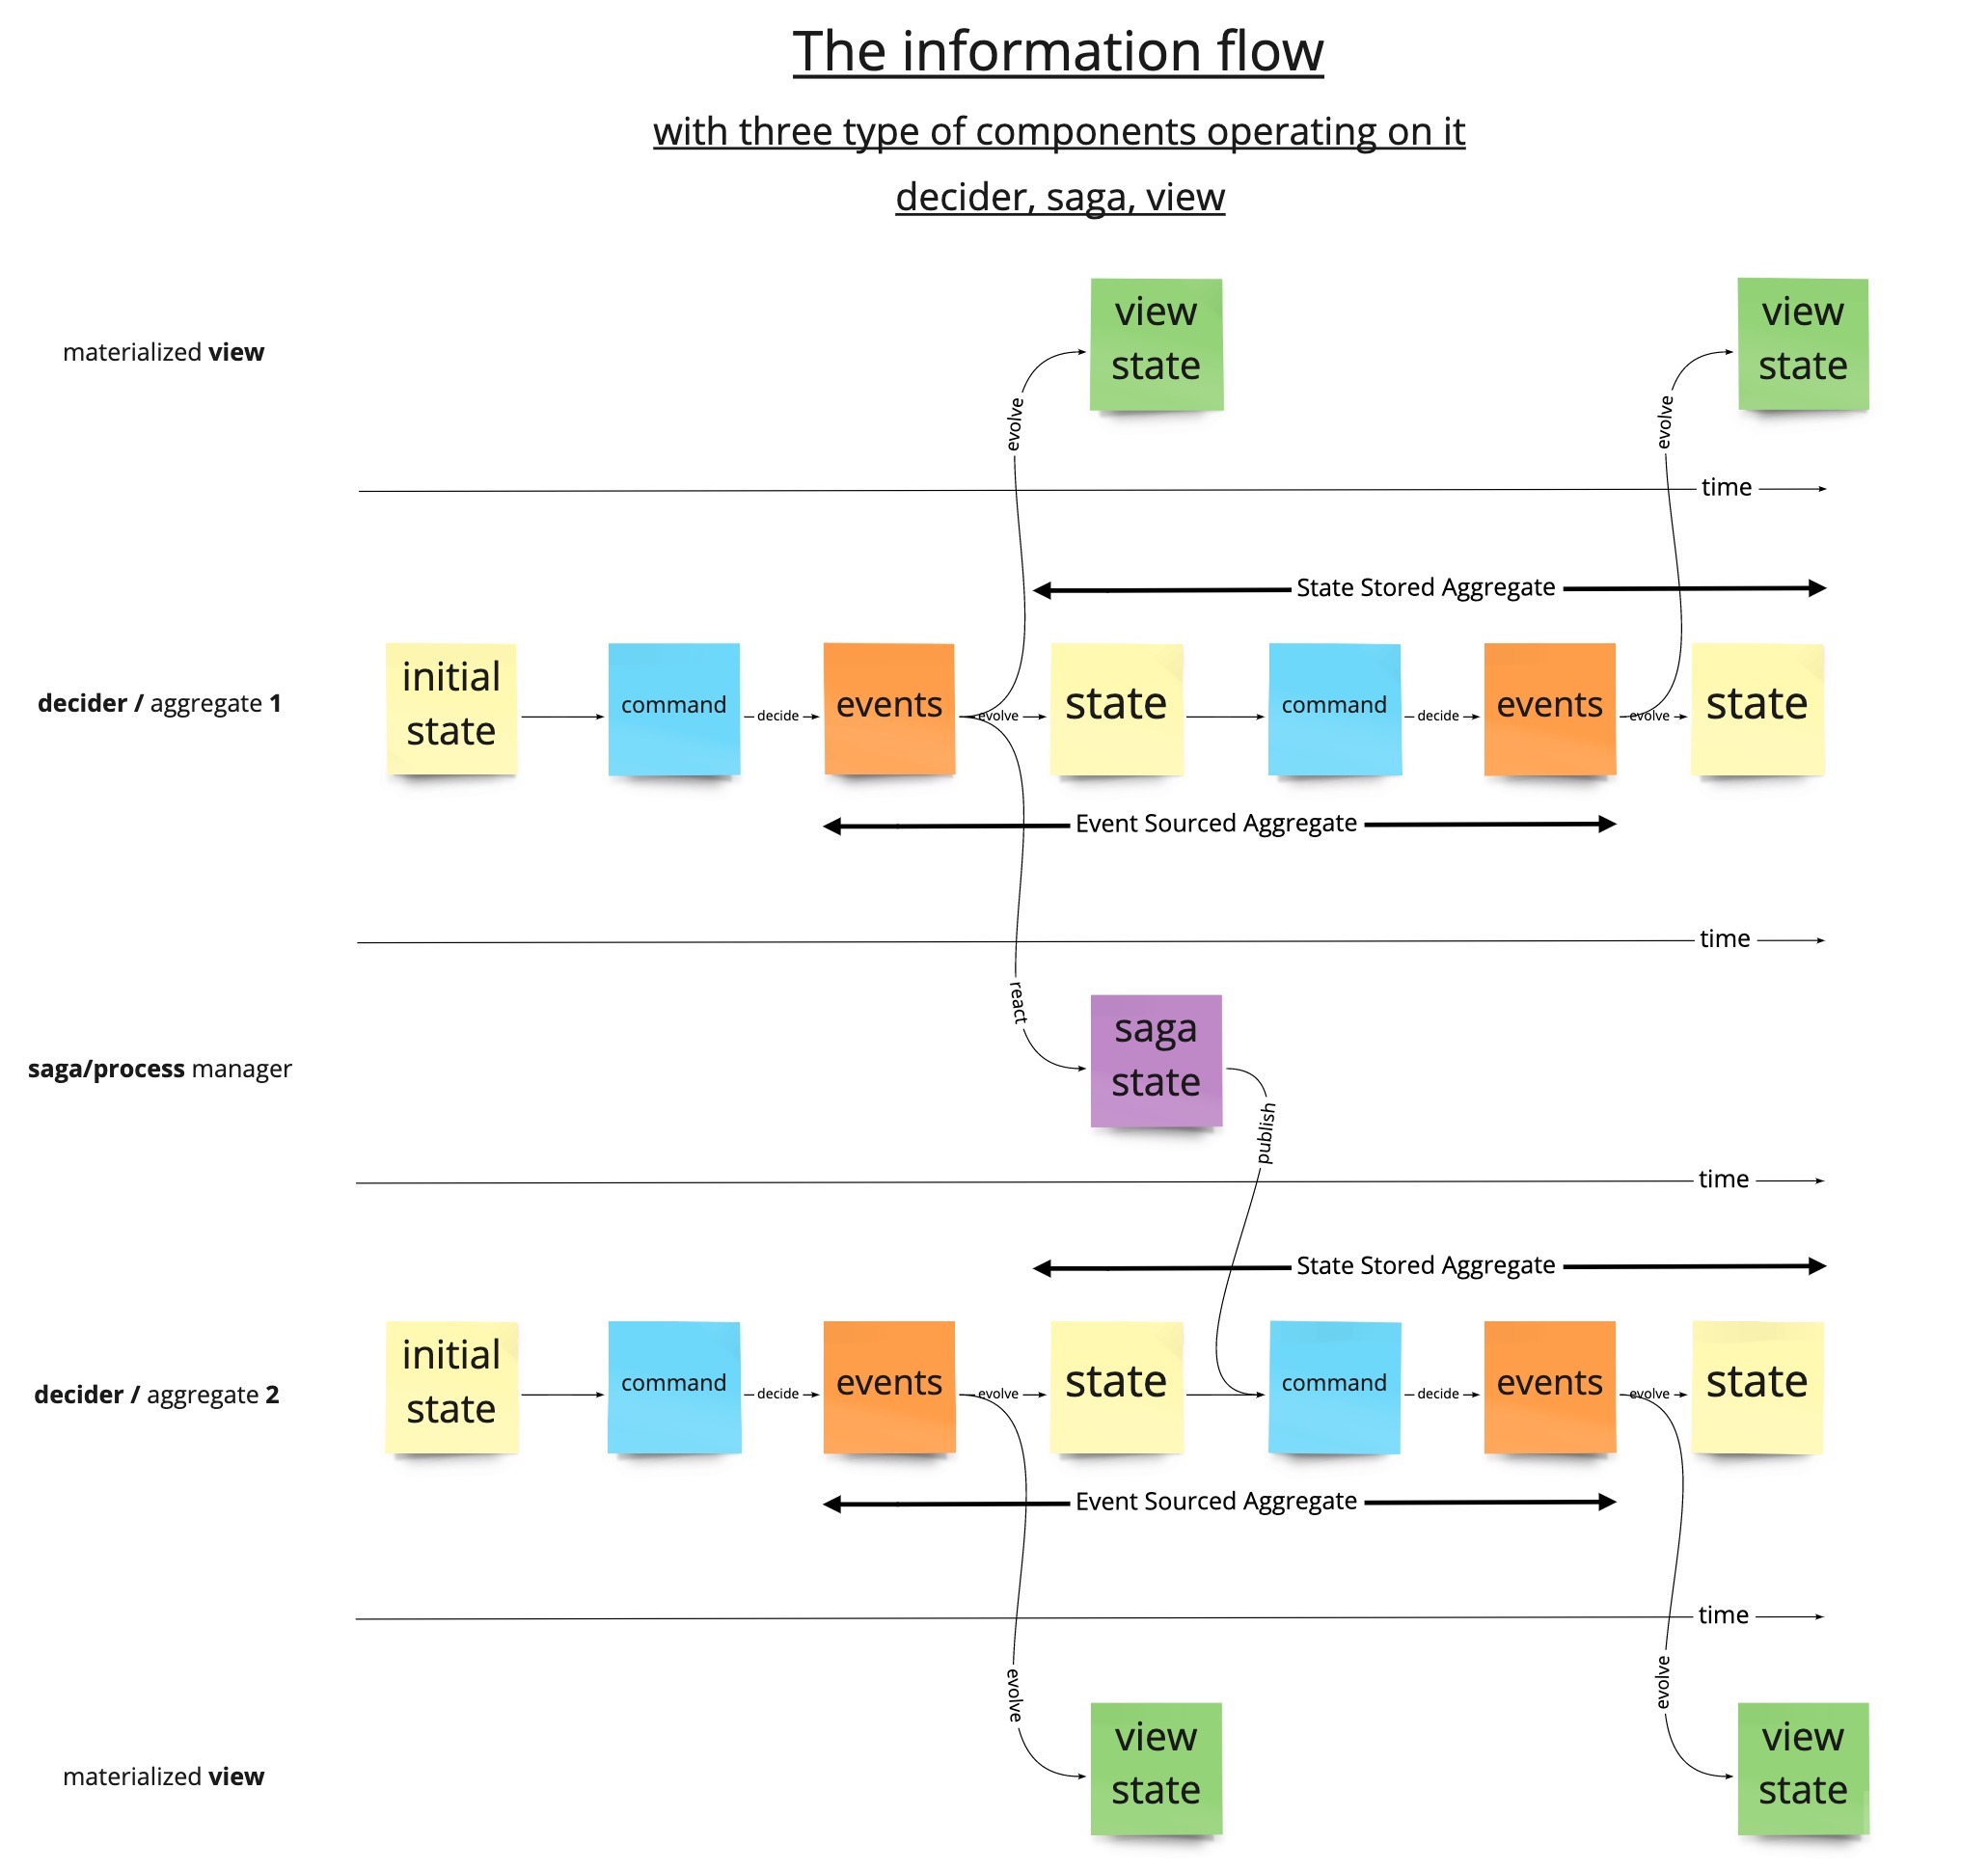 The information flow
with three type of components operating on it
decider, saga, view
view
state
view
state
materialized view
evolve
evolve
time
State Stored Aggregate
initial
state
command
decide
events
evolve
state
command
decide
events
evolve
state
decider / aggregate 1
Event Sourced Aggregate
time
react
saga
state
saga/process manager
publish
time
State Stored Aggregate
initial
state
command
decide
events
evolve
state
command
decide
events
evolve
state
decider / aggregate 2
Event Sourced Aggregate
time
evolve
evolve
view
state
view
state
materialized view